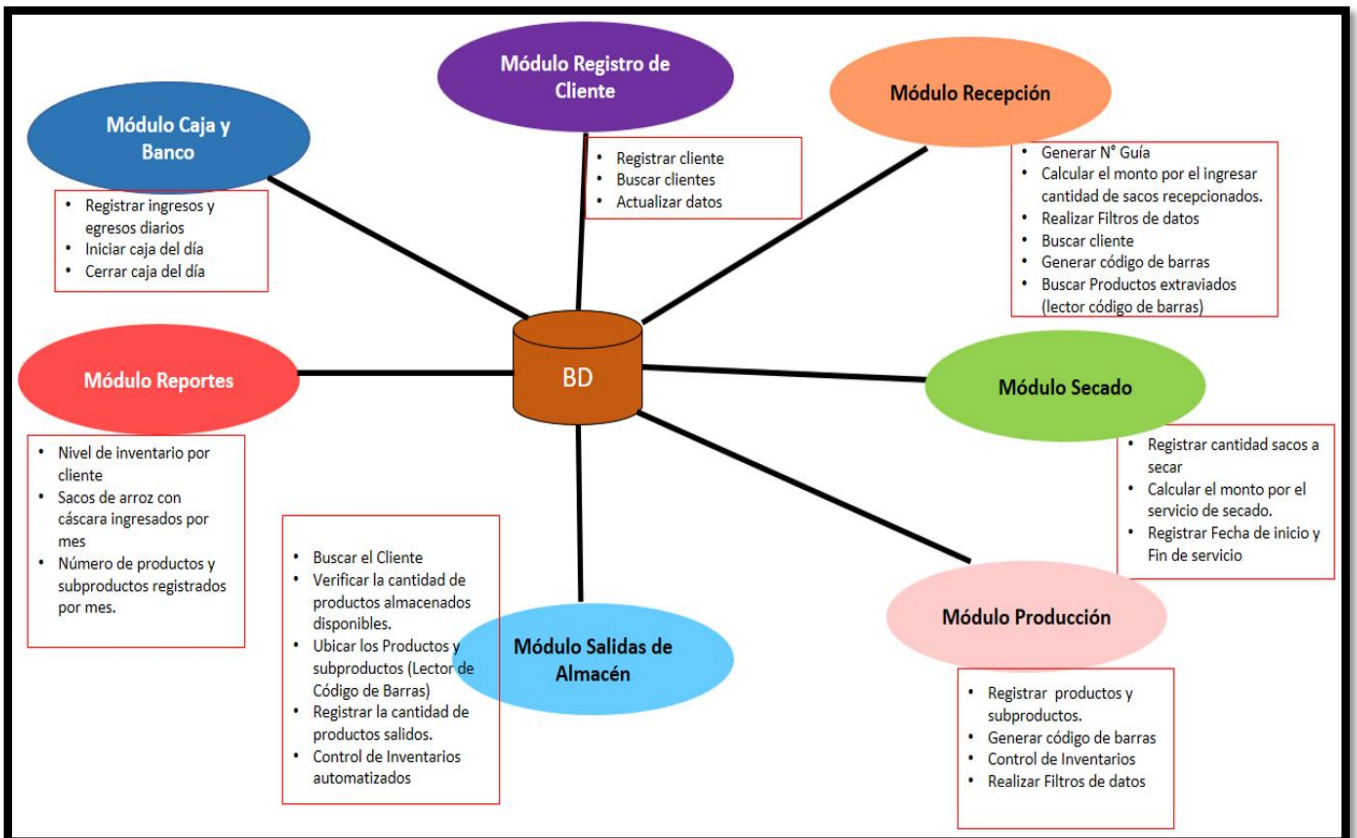 Módulo Registro de
Cliente
• Registrar cliente
• Buscar clientes
• Actualizar datos
Módulo Recepción
• Generar N° Guía
• Calcular el monto por el ingresar
cantidad de sacos recepcionados.
• Realizar Filtros de datos
• Buscar cliente
• Generar código de barras
• Buscar Productos extraviados
(lector código de barras)
Módulo Caja y
Banco
• Registrar ingresos y
egresos diarios
• Iniciar caja del día
• Cerrar caja del día
BD
Módulo Reportes
• Nivel de inventario por
cliente
• Sacos de arroz con
cáscara ingresados por
mes
• Número de productos y
subproductos registrados
por mes.
Módulo Secado
• Registrar cantidad sacos a
secar
• Calcular el monto por el
servicio de secado.
• Registrar Fecha de inicio y
Fin de servicio
• Buscar el Cliente
• Verificar la cantidad de
productos almacenados
disponibles.
• Ubicar los Productos y
subproductos (Lector de
Código de Barras)
• Registrar la cantidad de
productos salidos.
• Control de Inventarios
automatizados
Módulo Salidas de
Almacén
Módulo Producción
• Registrar productos y
subproductos.
• Generar código de barras
• Control de Inventarios
• Realizar Filtros de datos